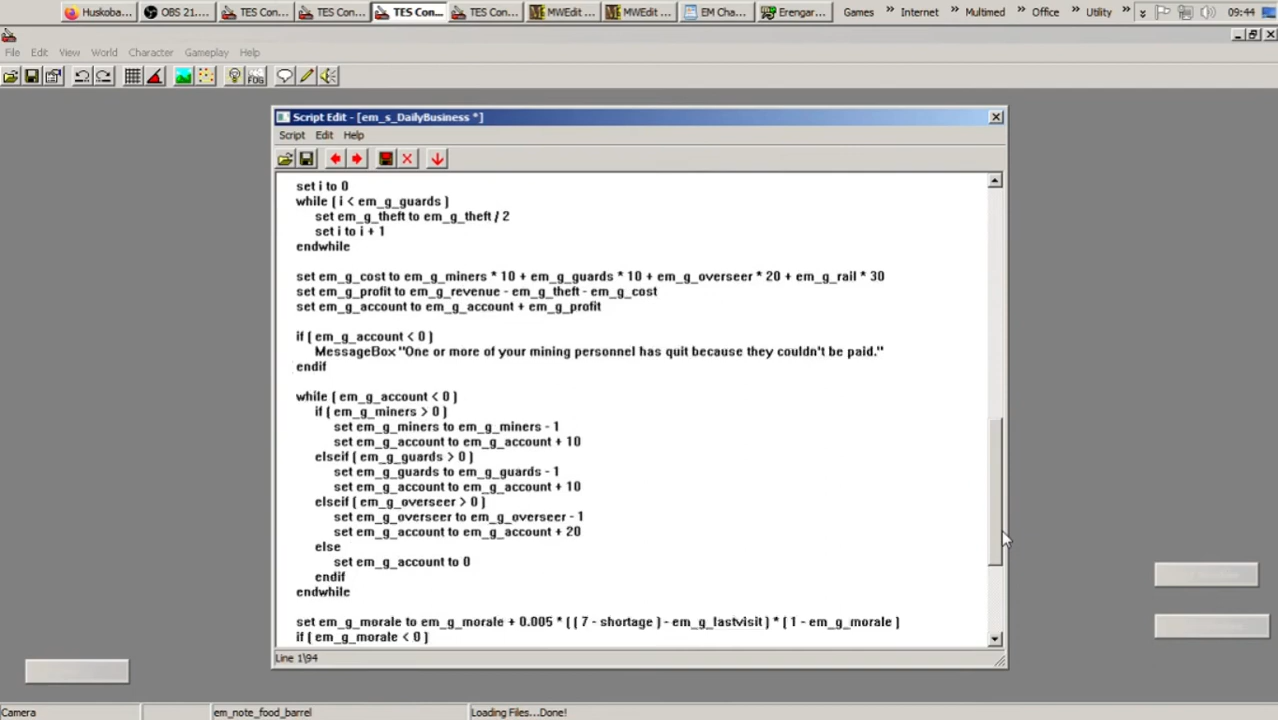 Huskoba... OBS 21.... TES Con... TES Con... TES Con... TES Con... MWEdit ... MWEdit ... EM Cha... Erengar... Games » Internet » Multimed » Office » Utility » 09:44
File Edit View World Character Gameplay Help
FOG
Script Edit - [em_s_DailyBusiness *]
Script Edit Help
set i to 0
while ( i < em_g_guards )
set em_g_theft to em_g_theft / 2
set i to i + 1
endwhile
set em_g_cost to em_g_miners * 10 + em_g_guards * 10 + em_g_overseer * 20 + em_g_rail * 30
set em_g_profit to em_g_revenue - em_g_theft - em_g_cost
set em_g_account to em_g_account + em_g_profit
if ( em_g_account < 0 )
MessageBox "One or more of your mining personnel has quit because they couldn't be paid."
endif
while ( em_g_account < 0 )
if ( em_g_miners > 0 )
set em_g_miners to em_g_miners - 1
set em_g_account to em_g_account + 10
elseif ( em_g_guards > 0 )
set em_g_guards to em_g_guards - 1
set em_g_account to em_g_account + 10
elseif ( em_g_overseer > 0 )
set em_g_overseer to em_g_overseer - 1
set em_g_account to em_g_account + 20
else
set em_g_account to 0
endif
endwhile
set em_g_morale to em_g_morale + 0.005 * ( ( 7 - shortage ) - em_g_lastvisit ) * ( 1 - em_g_morale )
if ( em_g_morale < 0 )
Line 1\94
Camera em_note_food_barrel Loading Files...Done!